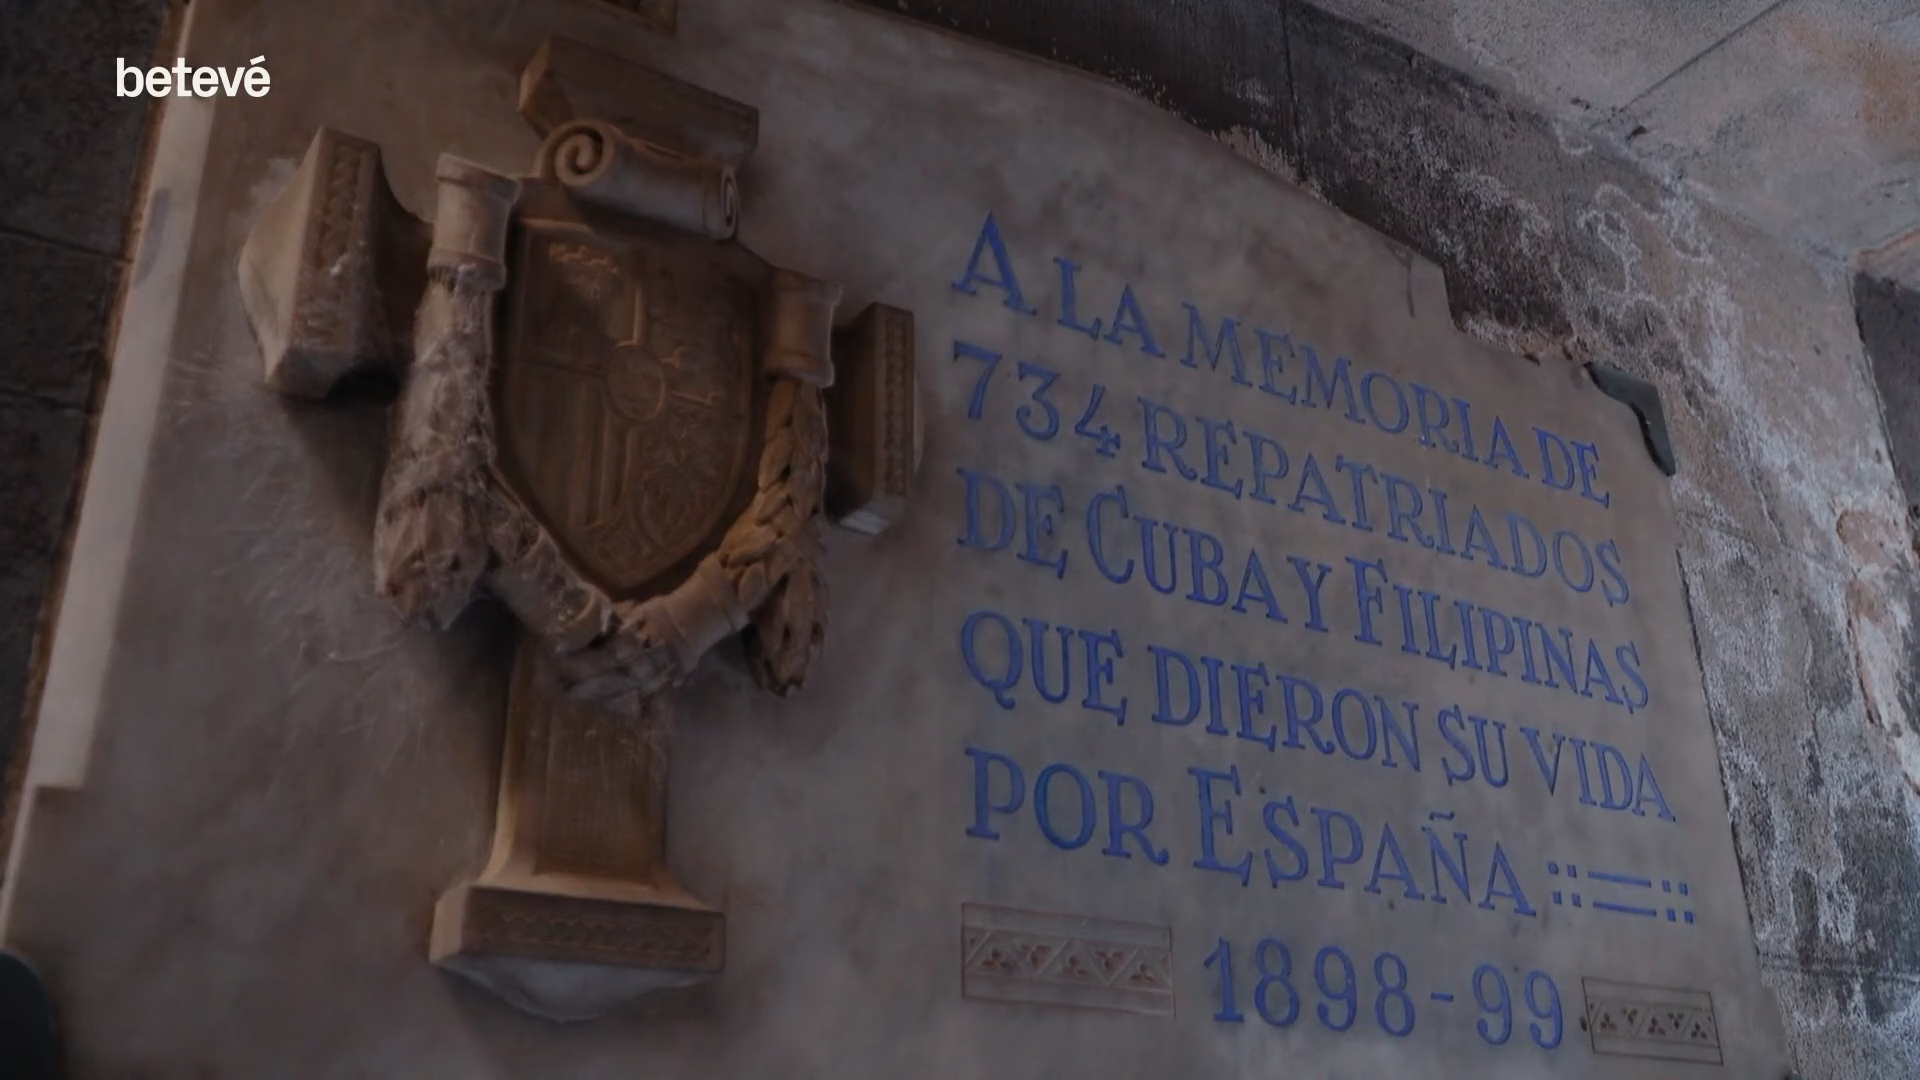 betevé
A LA MEMORIA DE
734 REPATRIADOS
DE CUBA Y FILIPINAS
QUE DIERON SU VIDA
POR ESPAÑA
1898-99